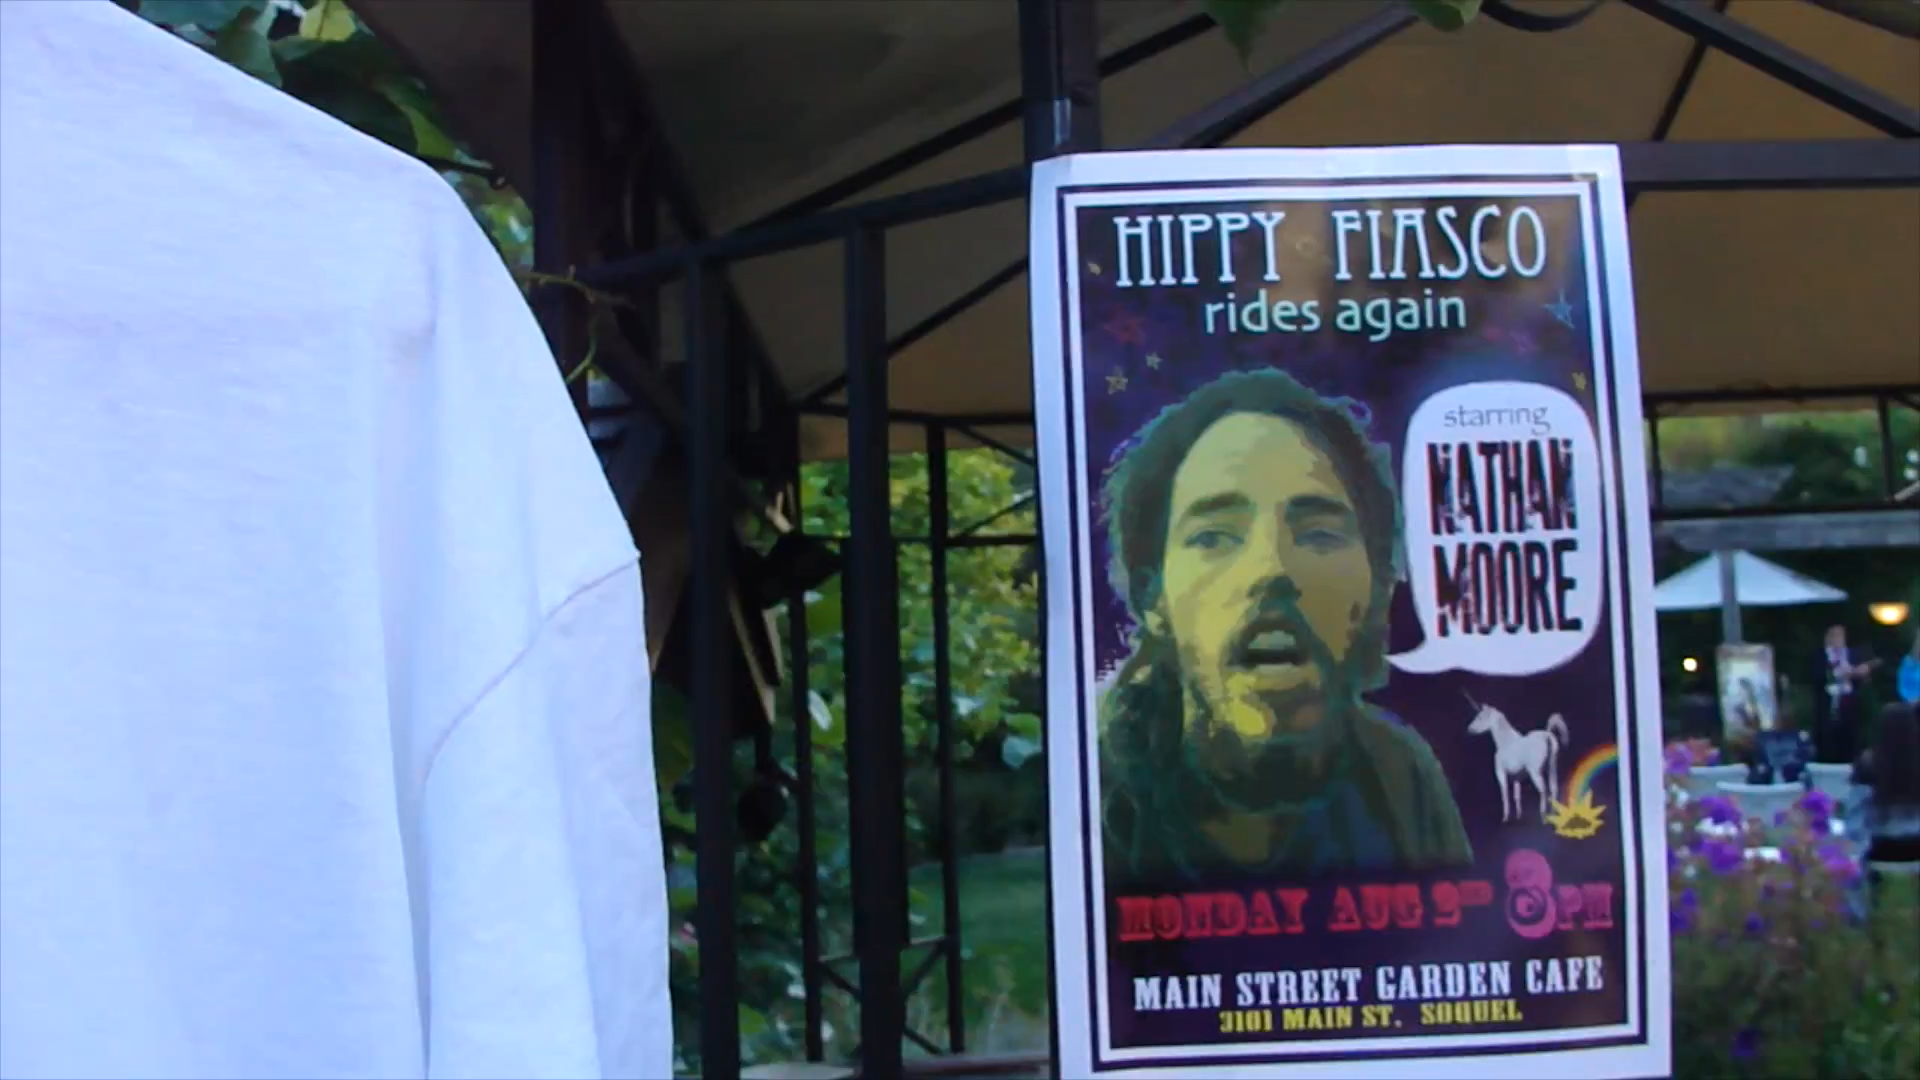 HIPPY FIASCO
rides again
starring
NATHAN
MOORE
MONDAY AUG 2ND 8PM
MAIN STREET GARDEN CAFE
3101 MAIN ST. SOQUEL